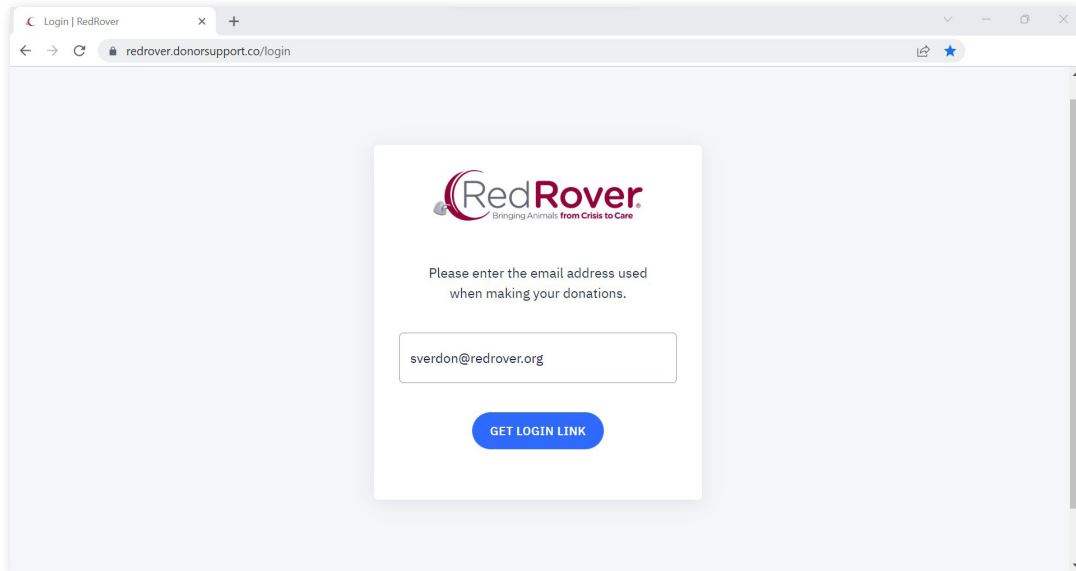 Login | RedRover
redrover.donorsupport.co/login
RedRover®
Bringing Animals from Crisis to Care
Please enter the email address used
when making your donations.
sverdon@redrover.org
GET LOGIN LINK